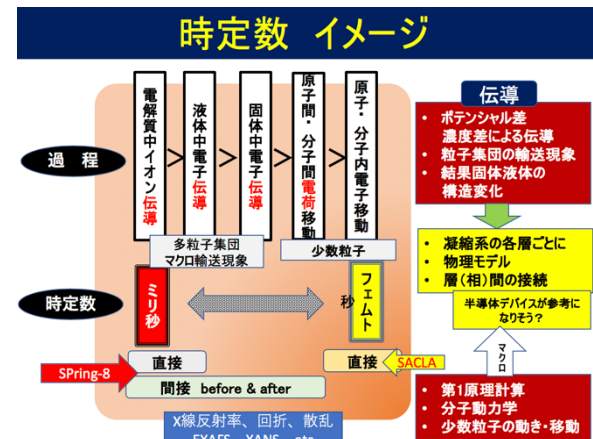 時定数 イメージ
過 程
電解質中イオン伝導
>
液体中電子伝導
>
固体中電子伝導
>
原子間・分子間電荷移動
>
原子・分子内電子移動
多粒子集団
マクロ輸送現象
少数粒子
時定数
ミリ秒
フェムト
秒
SPring-8
直接
直接
SACLA
間接 before & after
X線反射率、回折、散乱
EXAFS、XANS、etc
伝導
• ポテンシャル差
濃度差による伝導
• 粒子集団の輸送現象
• 結果固体液体の
構造変化
• 凝縮系の各層ごとに
• 物理モデル
• 層(相)間の接続
半導体デバイスが参考に
なりそう?
マクロ
• 第1原理計算
• 分子動力学
• 少数粒子の動き・移動